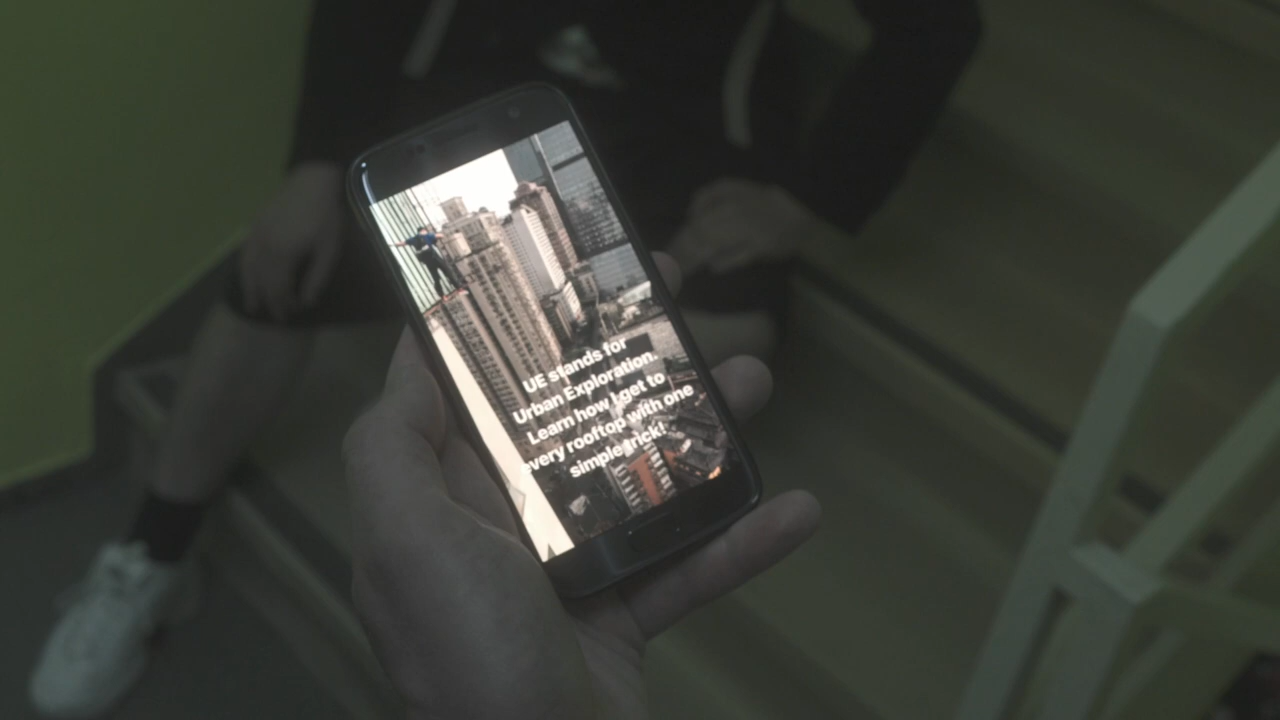 UE stands for
Urban Exploration.
Learn how I get to
every rooftop with one
simple trick!